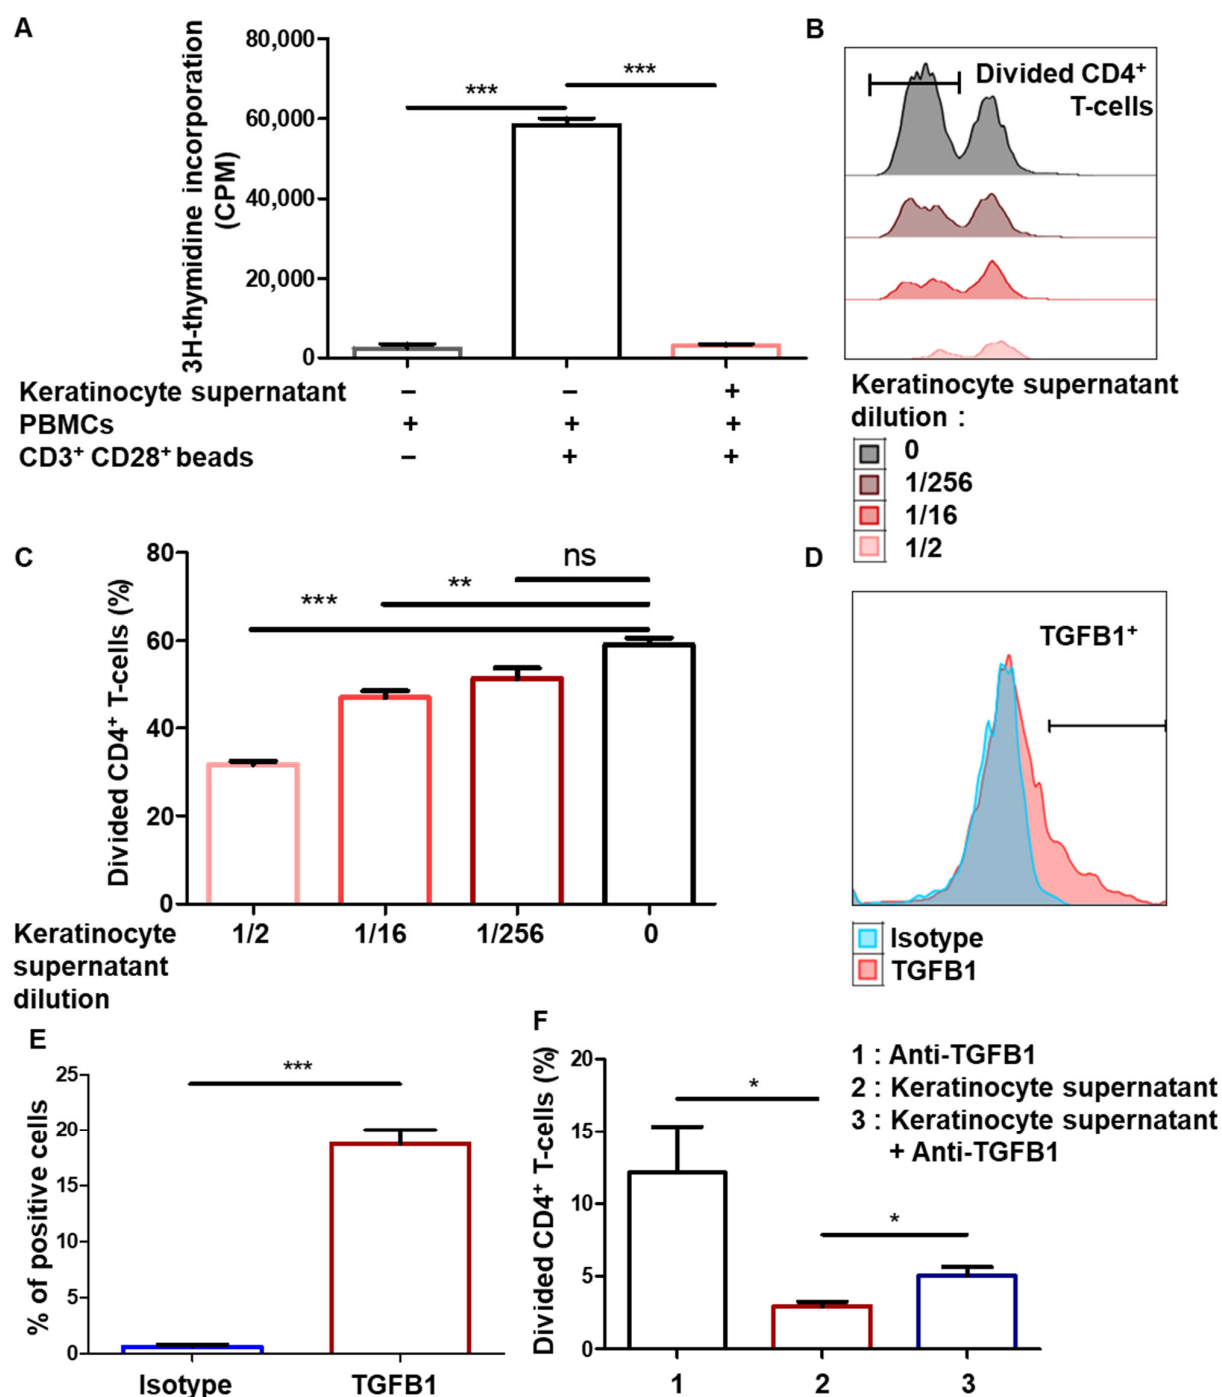 A
3H-thymidine incorporation
(CPM)
80,000
60,000
40,000
20,000
0
***
***
Keratinocyte supernatant – – +
PBMCs + + +
CD3⁺ CD28⁺ beads – + +
B
Divided CD4⁺
T-cells
Keratinocyte supernatant
dilution :
0
1/256
1/16
1/2
C
Divided CD4⁺ T-cells (%)
80
60
40
20
0
***
**
ns
Keratinocyte
supernatant
dilution
1/2 1/16 1/256 0
D
TGFB1⁺
Isotype
TGFB1
E
% of positive cells
25
20
15
10
5
0
***
Isotype TGFB1
F
Divided CD4⁺ T-cells (%)
20
15
10
5
0
*
*
1 2 3
1 : Anti-TGFB1
2 : Keratinocyte supernatant
3 : Keratinocyte supernatant
+ Anti-TGFB1